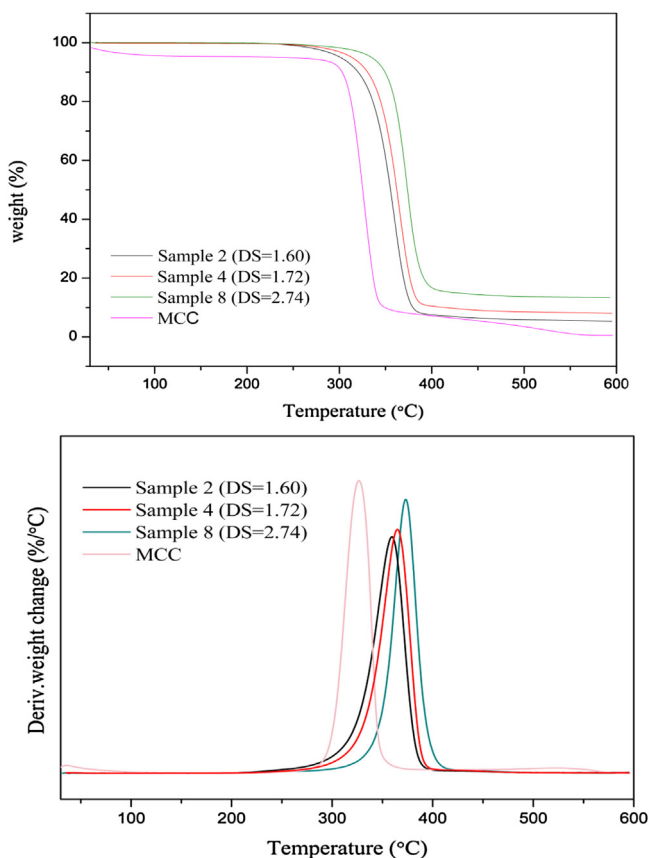 100
80
60
40
20
0
weight (%)
Sample 2 (DS=1.60)
Sample 4 (DS=1.72)
Sample 8 (DS=2.74)
MCC
100 200 300 400 500 600
Temperature (°C)
Deriv.weight change (%/°C)
Sample 2 (DS=1.60)
Sample 4 (DS=1.72)
Sample 8 (DS=2.74)
MCC
100 200 300 400 500 600
Temperature (°C)